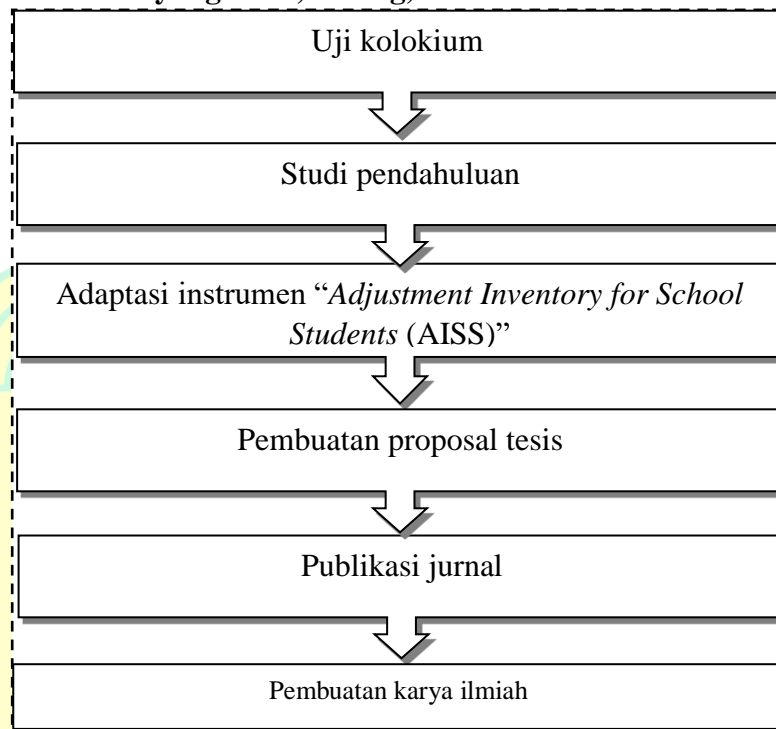 Uji kolokium
Studi pendahuluan
Adaptasi instrumen “Adjustment Inventory for School
Students (AISS)”
Pembuatan proposal tesis
Publikasi jurnal
Pembuatan karya ilmiah